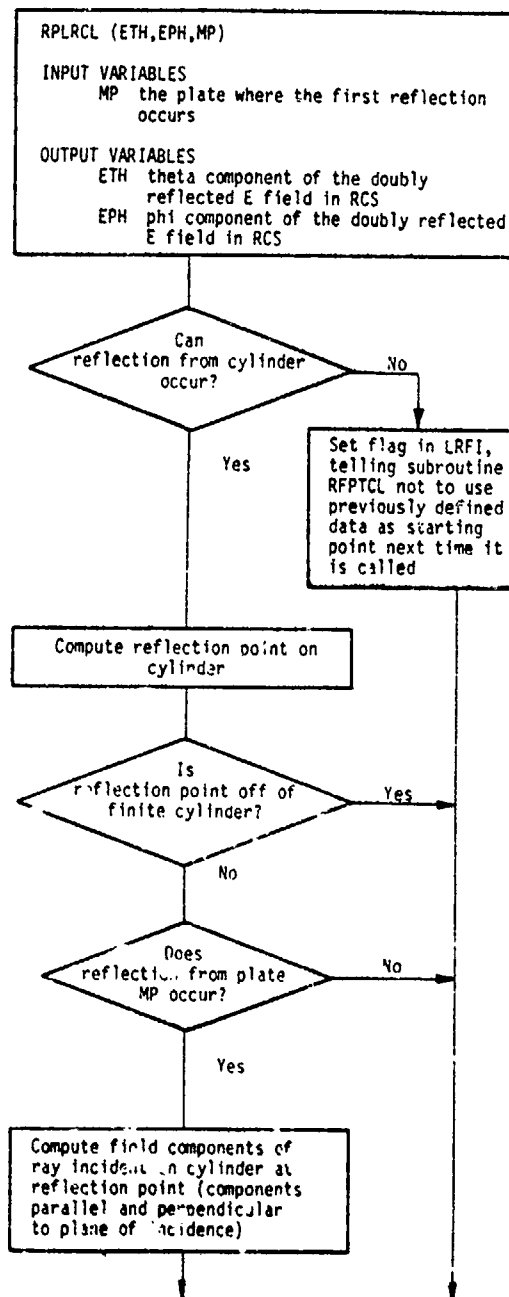 RPLRCL (ETH,EPH,MP)
INPUT VARIABLES
MP the plate where the first reflection
occurs
OUTPUT VARIABLES
ETH theta component of the doubly
reflected E field in RCS
EPH phi component of the doubly reflected
E field in RCS
Can
reflection from cylinder
occur?
No
Yes
Set flag in LRFI,
telling subroutine
RFPTCL not to use
previously defined
data as starting
point next time it
is called
Compute reflection point on
cylinder
Is
reflection point off of
finite cylinder?
Yes
No
Does
reflection from plate
MP occur?
No
Yes
Compute field components of
ray incident on cylinder at
reflection point (components
parallel and perpendicular
to plane of incidence)